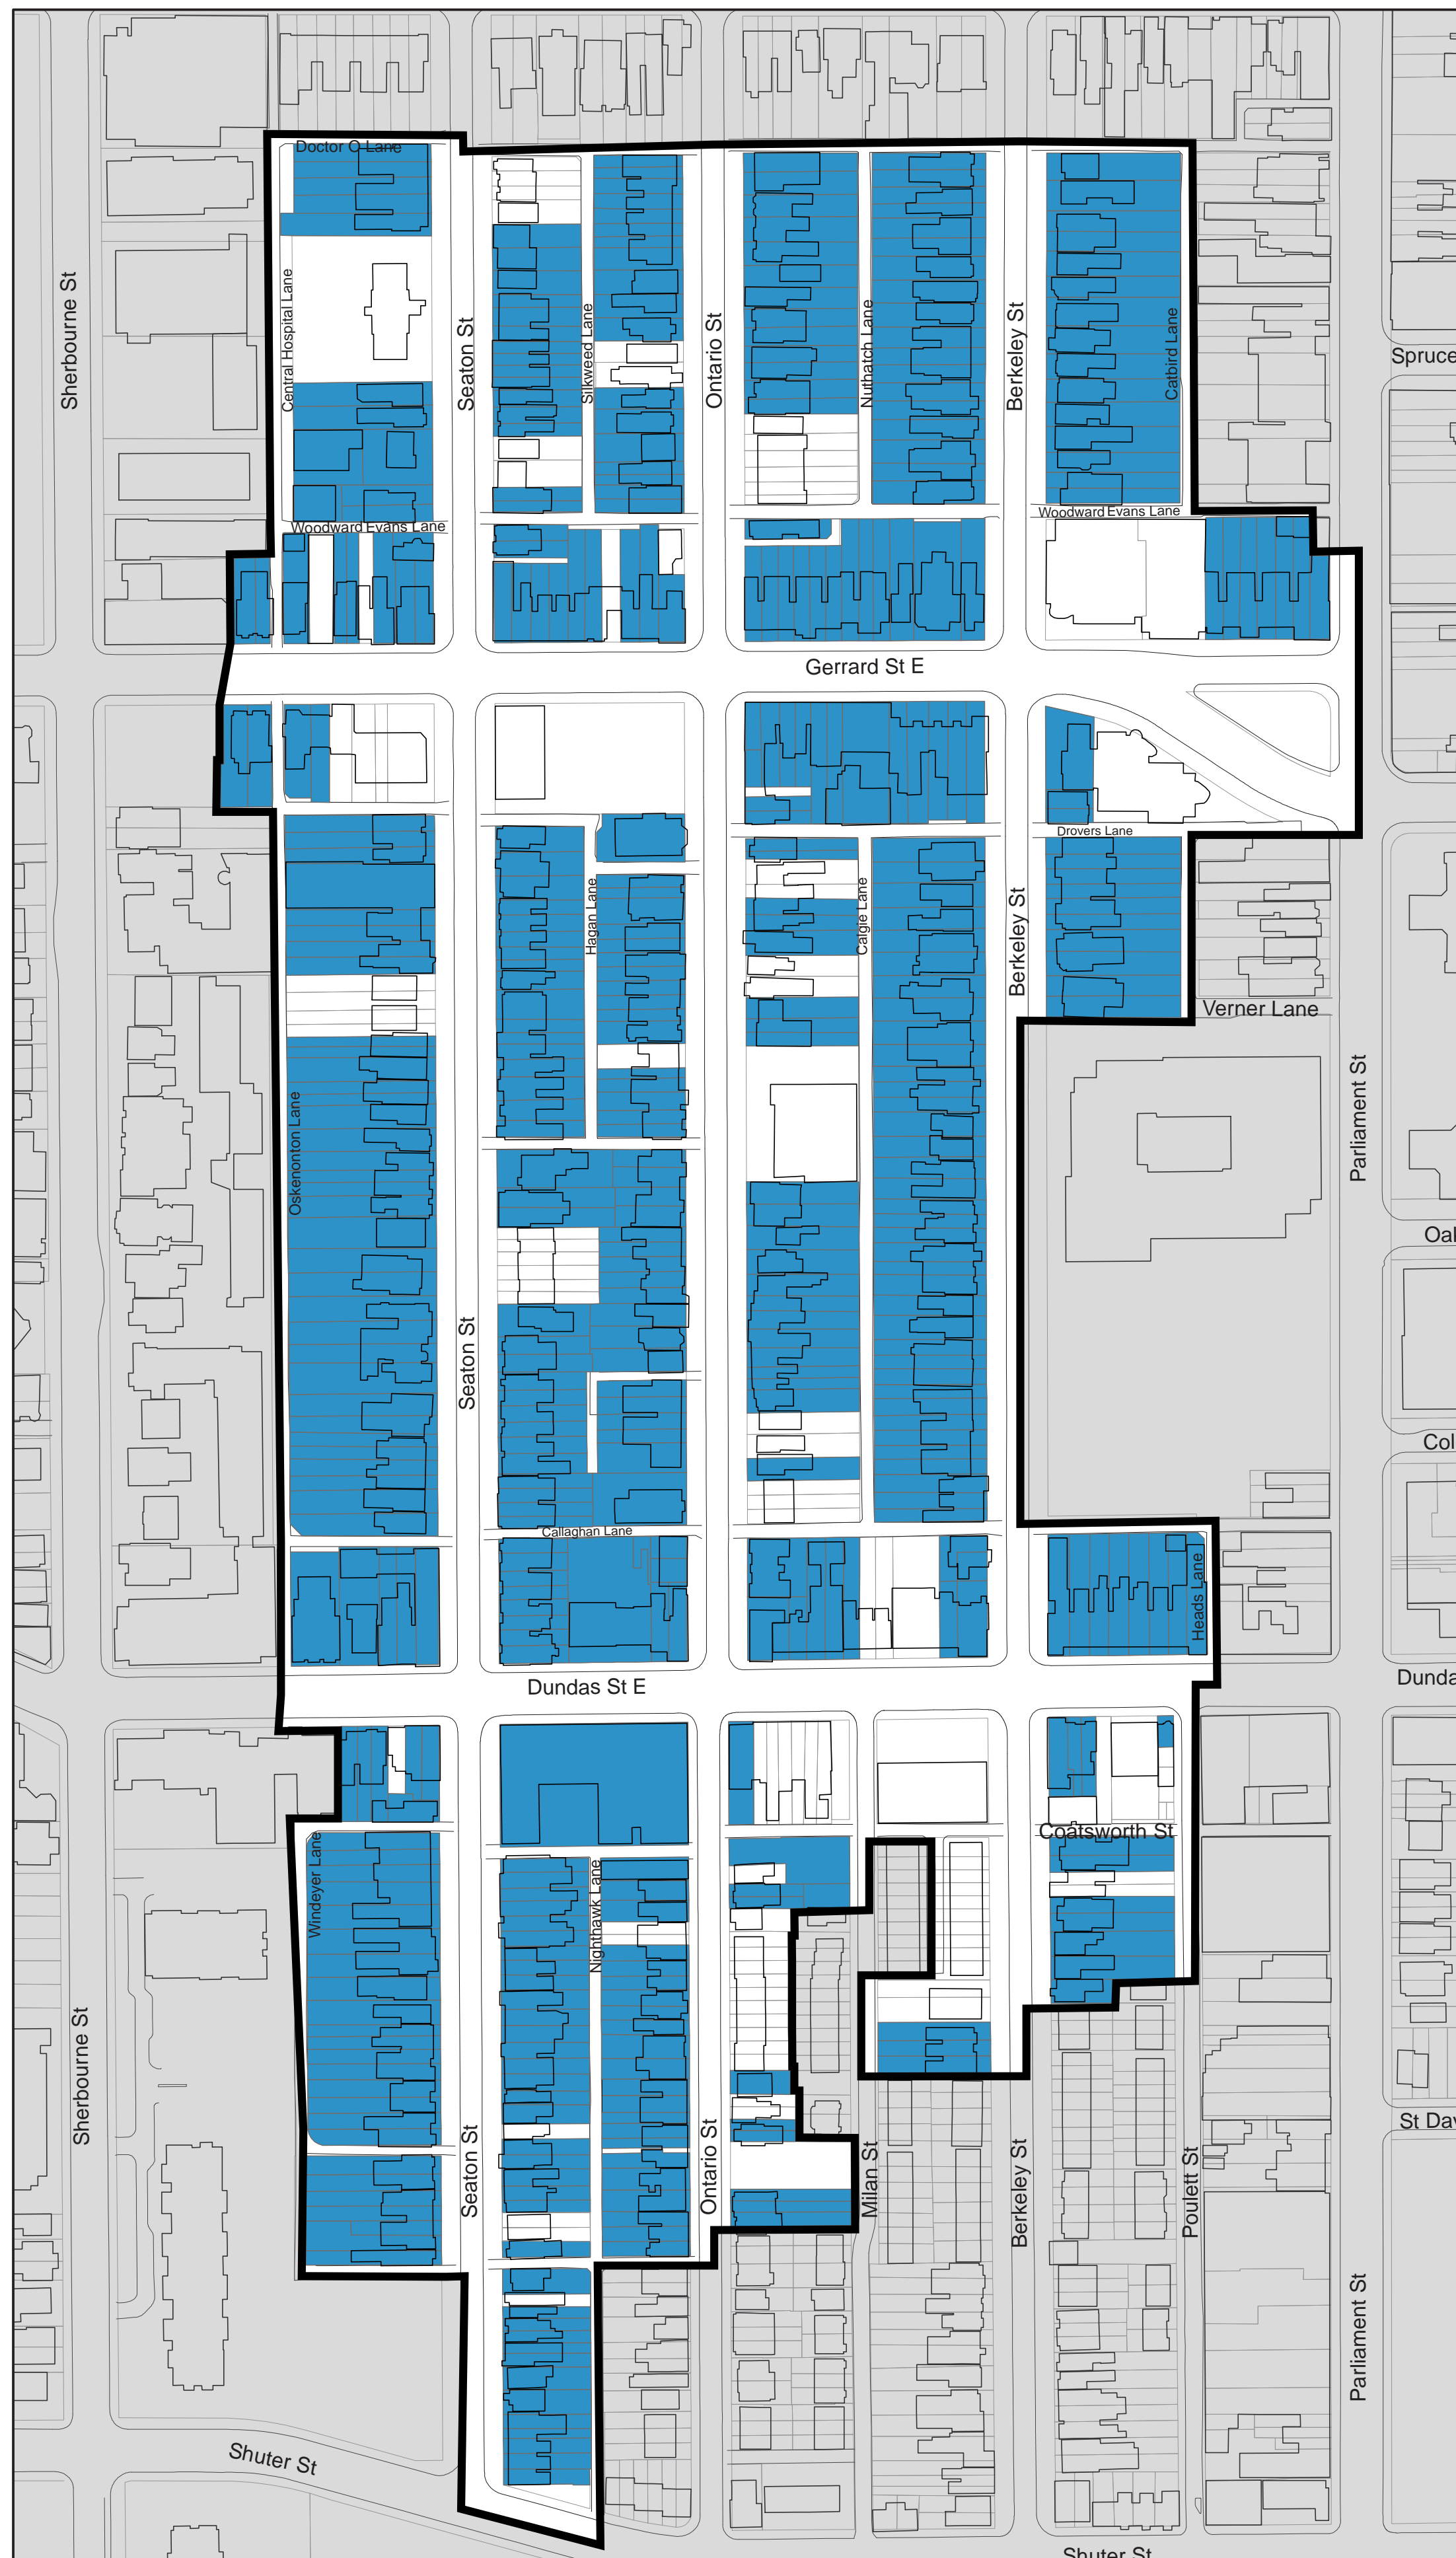 Doctor O Lane
Sherbourne St
Central Hospital Lane
Seaton St
Silkweed Lane
Ontario St
Nuthatch Lane
Berkeley St
Catbird Lane
Spruce
Woodward Evans Lane
Woodward Evans Lane
Gerrard St E
Drovers Lane
Hagan Lane
Calgie Lane
Berkeley St
Verner Lane
Oskenonton Lane
Parliament St
Oal
Seaton St
Col
Callaghan Lane
Heads Lane
Dundas St E
Dunda
Windeyer Lane
Coatsworth St
Nighthawk Lane
Sherbourne St
Seaton St
Ontario St
Milan St
Berkeley St
Poulett St
St Dav
Parliament St
Shuter St
Shuter St